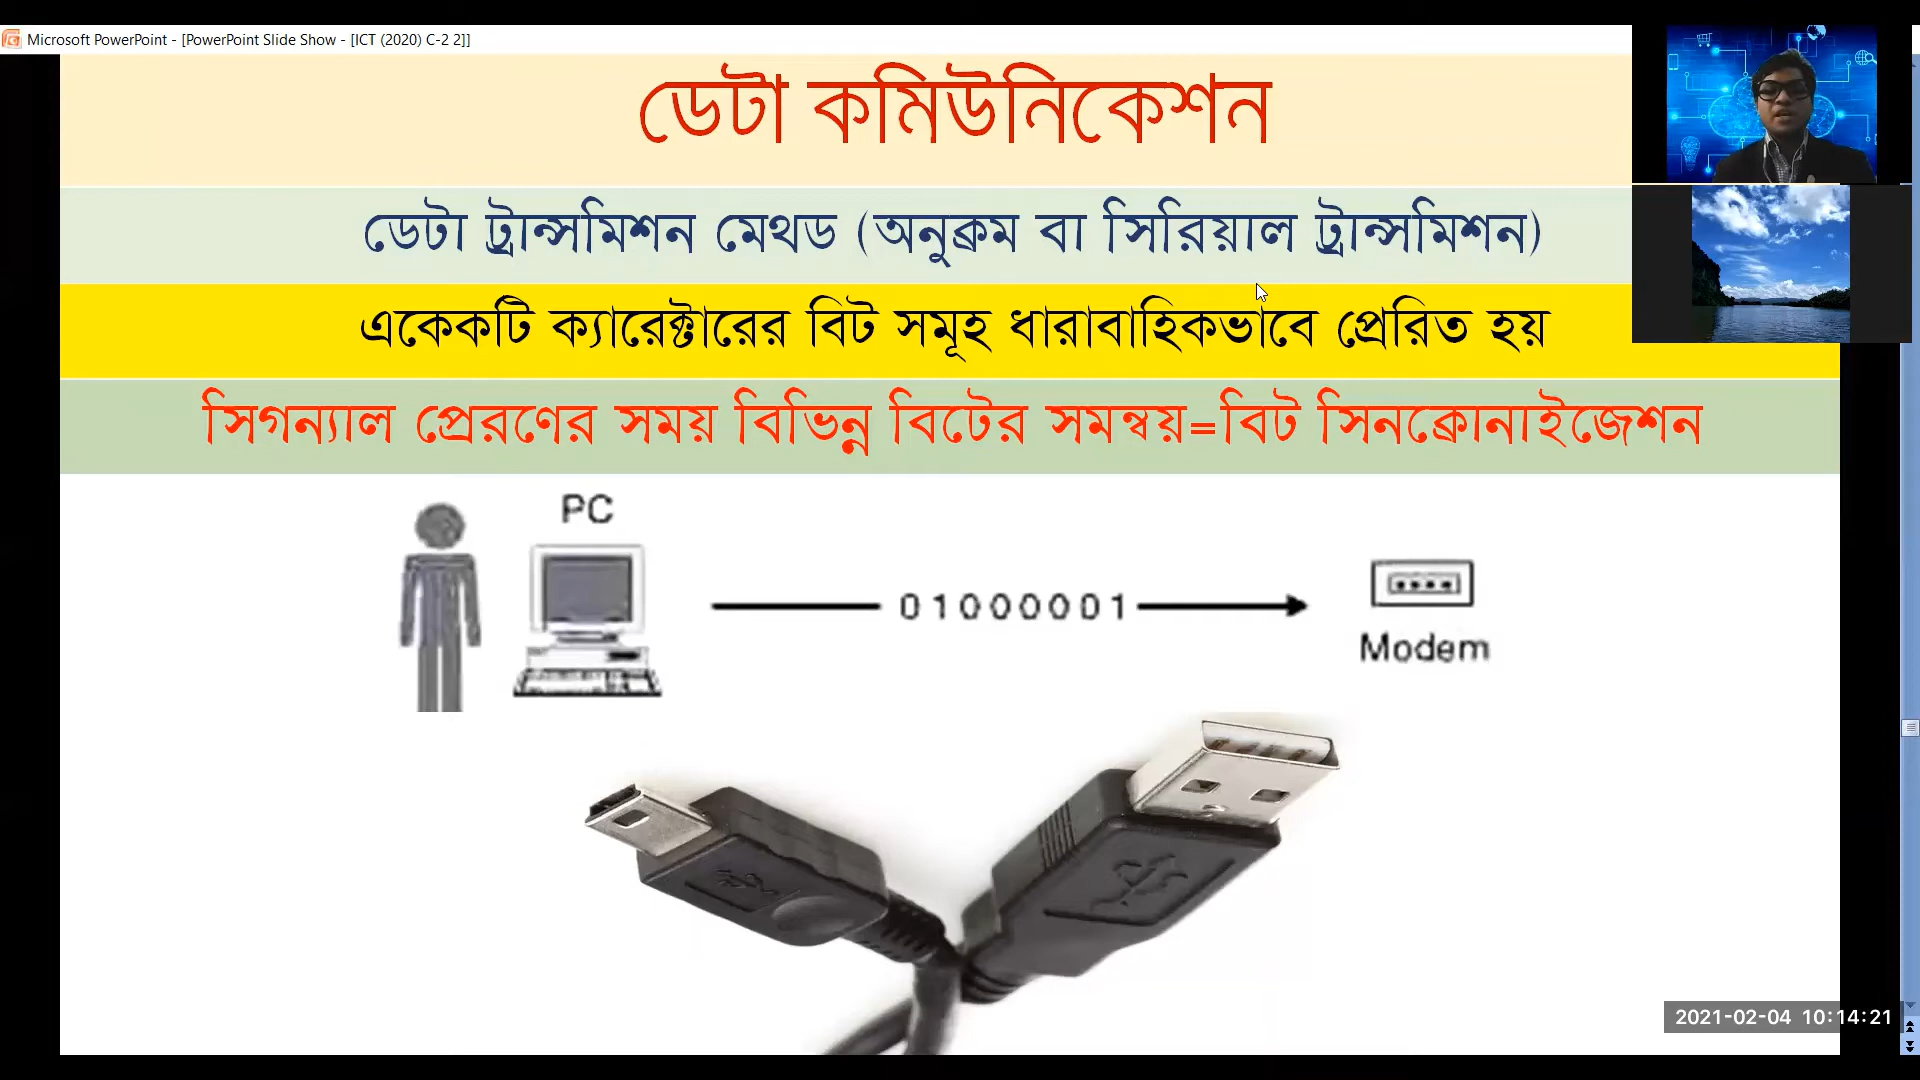 Microsoft PowerPoint - [PowerPoint Slide Show - [ICT (2020) C-2 2]]
ডেটা কমিউনিকেশন
ডেটা ট্রান্সমিশন মেথড (অনুক্রম বা সিরিয়াল ট্রান্সমিশন)
একেকটি ক্যারেক্টারের বিট সমূহ ধারাবাহিকভাবে প্রেরিত হয়
সিগন্যাল প্রেরণের সময় বিভিন্ন বিটের সমন্বয়=বিট সিনক্রোনাইজেশন
PC
01000001
Modem
2021-02-04 10:14:21